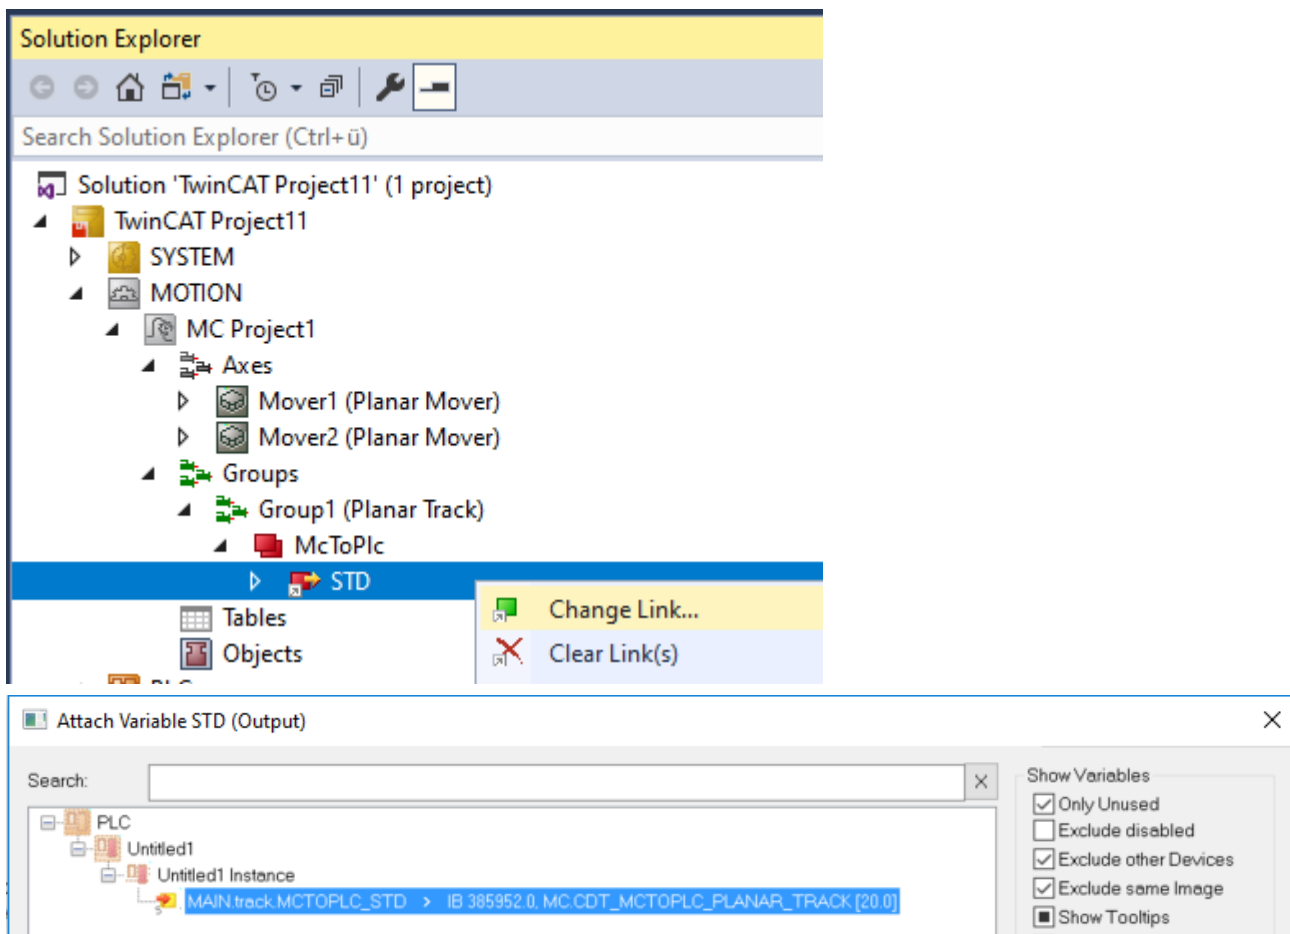 Solution Explorer
Search Solution Explorer (Ctrl+ü)
Solution 'TwinCAT Project11' (1 project)
TwinCAT Project11
SYSTEM
MOTION
MC Project1
Axes
Mover1 (Planar Mover)
Mover2 (Planar Mover)
Groups
Group1 (Planar Track)
McToPlc
STD
Change Link...
Tables
Clear Link(s)
Objects
Attach Variable STD (Output)
Search:
Show Variables
Only Unused
Exclude disabled
Exclude other Devices
Exclude same Image
Show Tooltips
PLC
Untitled1
Untitled1 Instance
MAIN.track.MCTOPLC_STD > IB 385952.0, MC.CDT_MCTOPLC_PLANAR_TRACK [20.0]